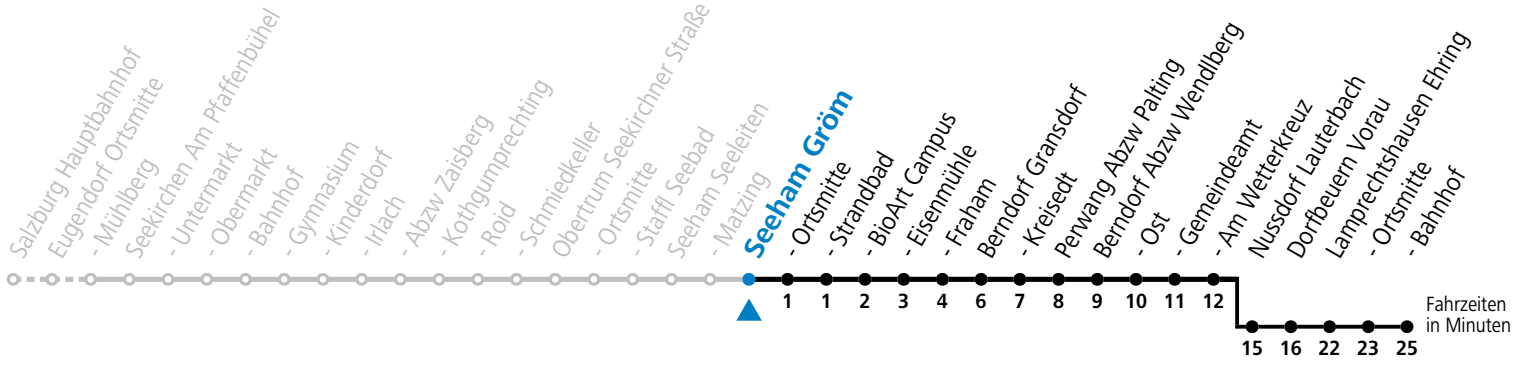 Salzburg Hauptbahnhof
Eugendorf Ortsmitte
- Mühlberg
Seekirchen Am Pfaffenbühel
- Untermarkt
- Obermarkt
- Bahnhof
- Gymnasium
- Kinderdorf
- Irlach
- Abzw Zaisberg
- Kothgumprechting
- Roid
- Schmiedkeller
Obertrum Seekirchner Straße
- Ortsmitte
- Staffl Seebad
Seeham Seeleiten
- Matzing
Seeham Gröm
- Ortsmitte
- Strandbad
- BioArt Campus
- Eisenmühle
- Fraham
Berndorf Gransdorf
- Kreisedt
Perwang Abzw Palting
Berndorf Abzw Wendlberg
- Ost
- Gemeindeamt
- Am Wetterkreuz
Nussdorf Lauterbach
Dorfbeuern Vorau
Lamprechtshausen Ehring
- Ortsmitte
- Bahnhof
1 1 2 3 4 6 7 8 9 10 11 12
Fahrzeiten
in Minuten
15 16 22 23 25